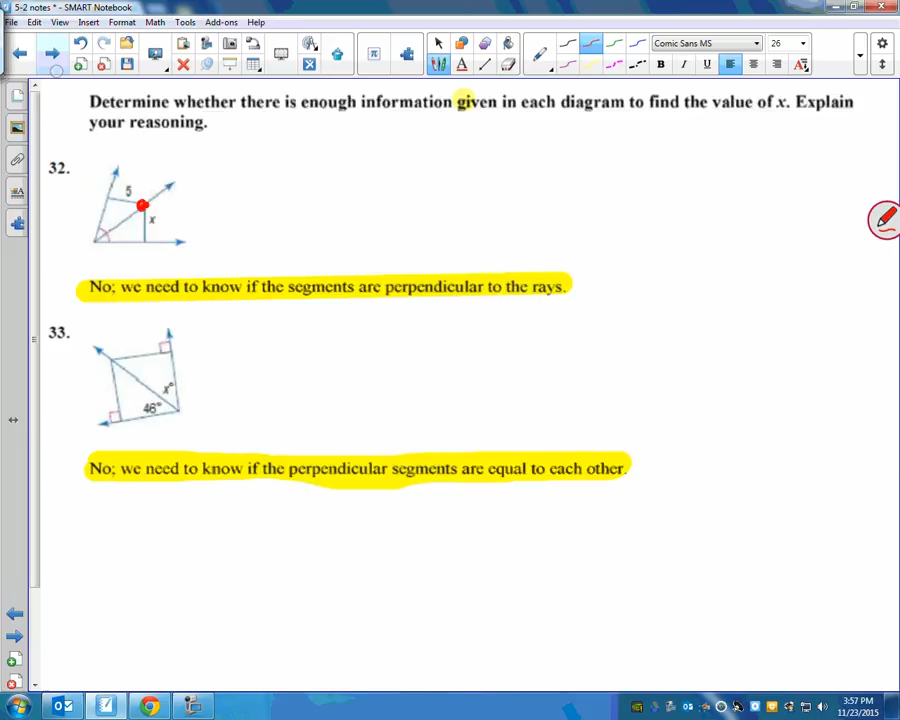 5-2 notes * - SMART Notebook
File Edit View Insert Format Math Tools Add-ons Help
Comic Sans MS 26
B I U
Determine whether there is enough information given in each diagram to find the value of x. Explain
your reasoning.
32.
5
x
No; we need to know if the segments are perpendicular to the rays.
33.
x°
46°
No; we need to know if the perpendicular segments are equal to each other.
3:57 PM
11/23/2015